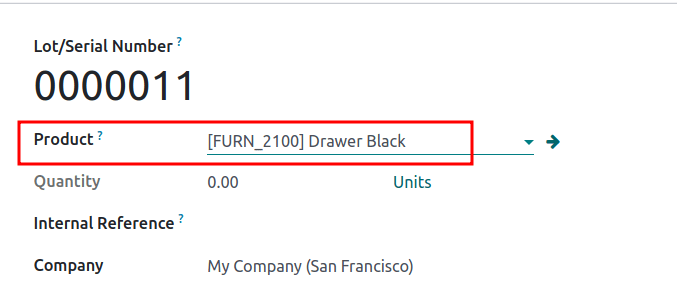 Lot/Serial Number ?
0000011
Product ? [FURN_2100] Drawer Black
Quantity 0.00 Units
Internal Reference ?
Company My Company (San Francisco)